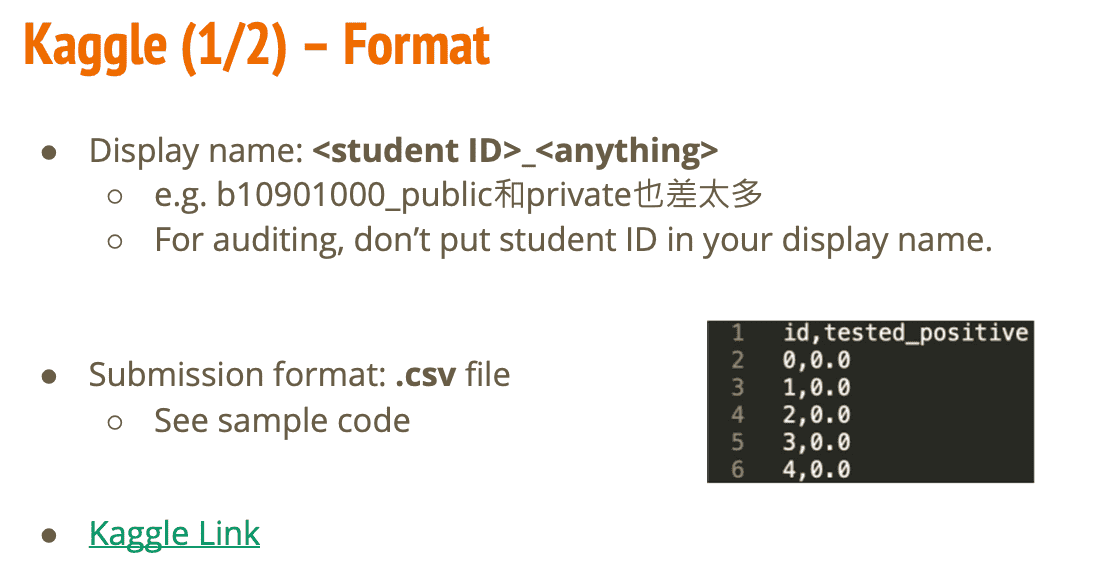 Kaggle (1/2) – Format
● Display name: <student ID>_<anything>
○ e.g. b10901000_public和private也差太多
○ For auditing, don’t put student ID in your display name.
● Submission format: .csv file
○ See sample code
1 id,tested_positive
2 0,0.0
3 1,0.0
4 2,0.0
5 3,0.0
6 4,0.0
● Kaggle Link